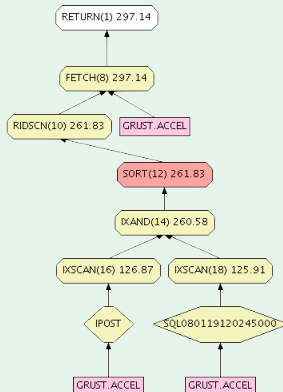 RETURN(1) 297.14
FETCH(8) 297.14
RIDSCN(10) 261.83
GRUST.ACCEL
SORT(12) 261.83
IXAND(14) 260.58
IXSCAN(16) 126.87
IXSCAN(18) 125.91
IPOST
SQL080119120245000
GRUST.ACCEL
GRUST.ACCEL